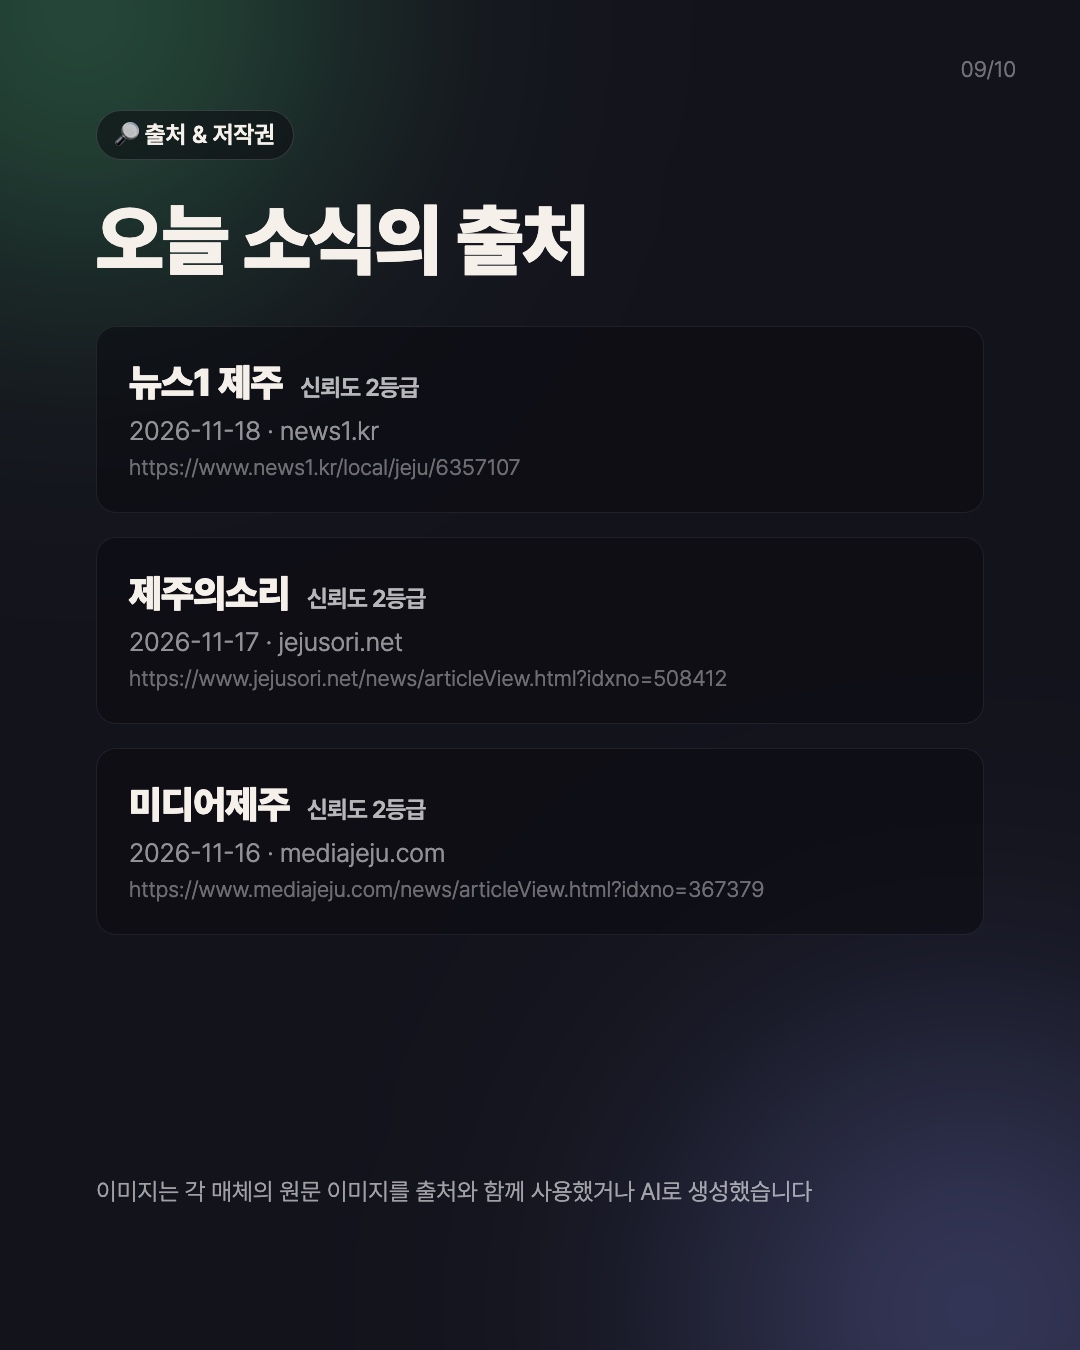 09/10
🔎 출처 & 저작권
오늘 소식의 출처
뉴스1 제주 신뢰도 2등급
2026-11-18 · news1.kr
https://www.news1.kr/local/jeju/6357107
제주의소리 신뢰도 2등급
2026-11-17 · jejusori.net
https://www.jejusori.net/news/articleView.html?idxno=508412
미디어제주 신뢰도 2등급
2026-11-16 · mediajeju.com
https://www.mediajeju.com/news/articleView.html?idxno=367379
이미지는 각 매체의 원문 이미지를 출처와 함께 사용했거나 AI로 생성했습니다